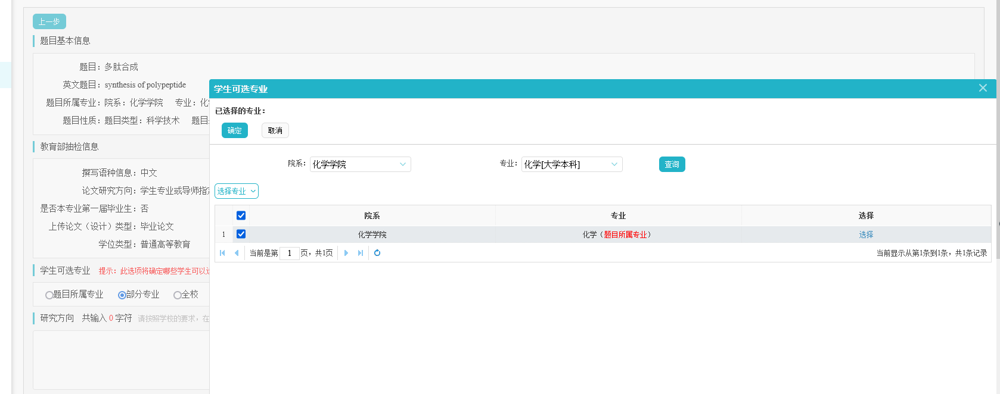 上一步
题目基本信息
题目：多肽合成
英文题目：synthesis of polypeptide
题目所属专业：院系：化学学院 专业：化
题目性质：题目类型：科学技术 题目
教育部抽检信息
撰写语种信息：中文
论文研究方向：学生专业或导师指定
是否本专业第一届毕业生：否
上传论文（设计）类型：毕业论文
学位类型：普通高等教育
学生可选专业 提示：此选项将确定哪些学生可以
题目所属专业 部分专业 全校
研究方向 共输入 0 字符 请按照学校的要求，在
学生可选专业
已选择的专业：
确定 取消
院系： 化学学院 专业： 化学[大学本科] 查询
选择专业
院系 专业 选择
1 化学学院 化学（题目所属专业） 选择
当前是第 1 页，共1页 当前显示从第1条到1条，共1条记录